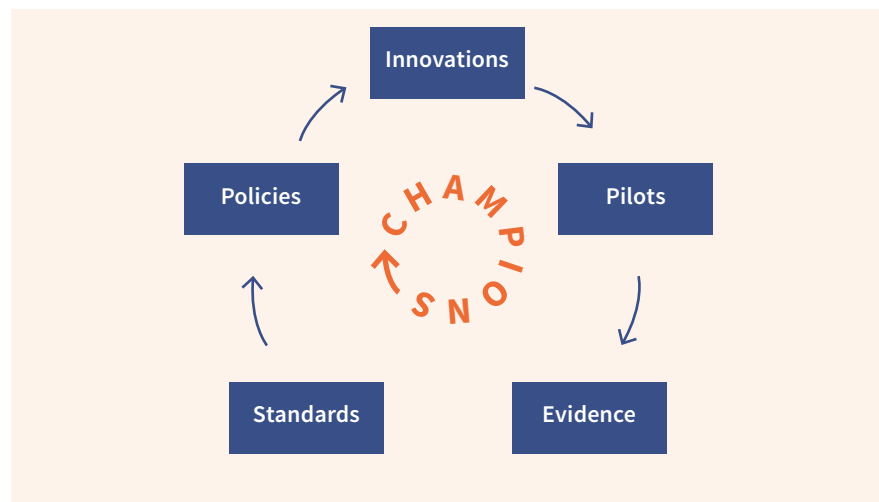 Innovations
Policies
Pilots
CHAMPIONS
Standards
Evidence